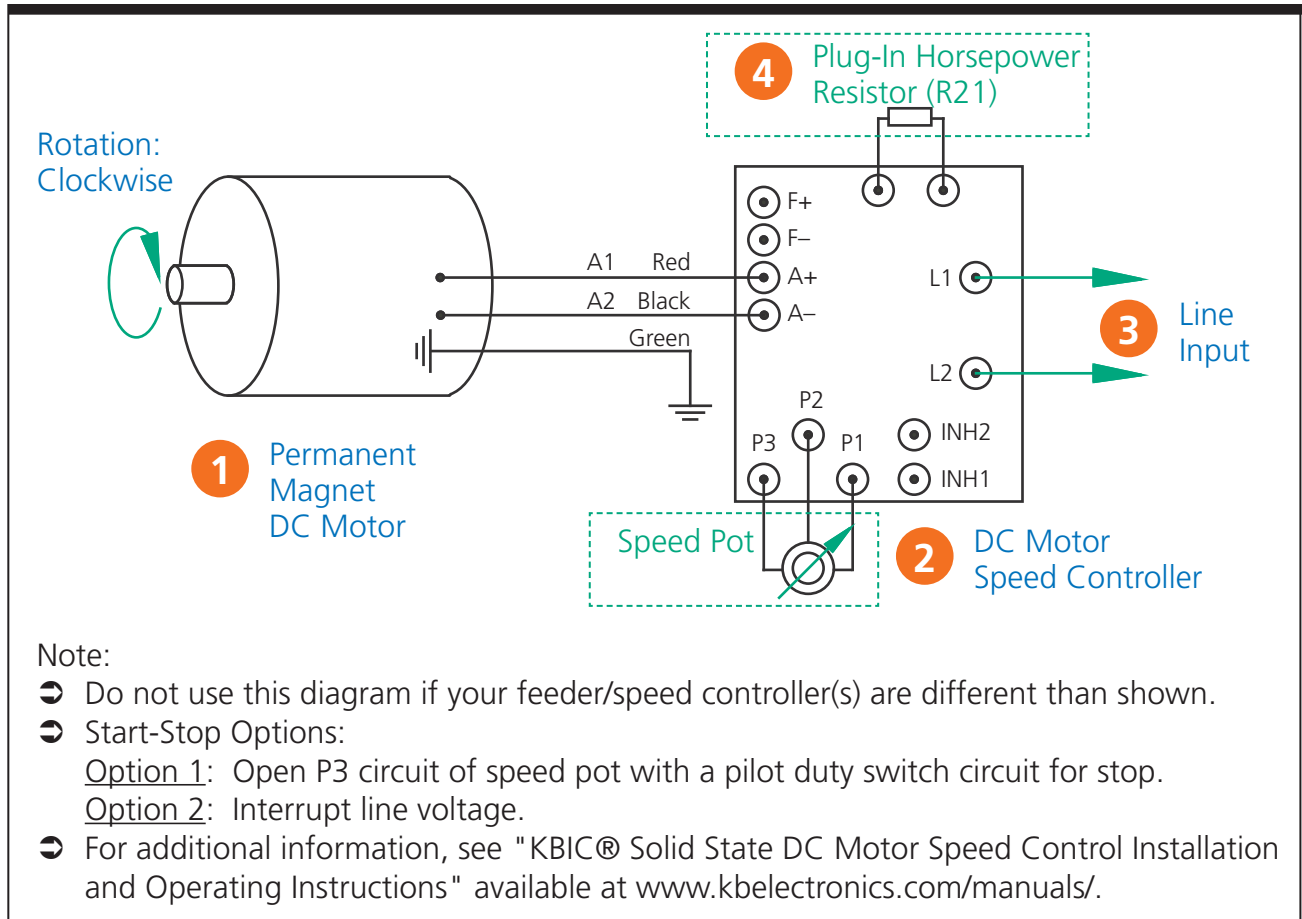 4 Plug-In Horsepower
Resistor (R21)
Rotation:
Clockwise
F+
F–
A1 Red A+
A2 Black A–
Green
L1
L2
3 Line
Input
P2
P3 P1
INH2
INH1
1 Permanent
Magnet
DC Motor
Speed Pot
2 DC Motor
Speed Controller
Note:
➲ Do not use this diagram if your feeder/speed controller(s) are different than shown.
➲ Start-Stop Options:
Option 1: Open P3 circuit of speed pot with a pilot duty switch circuit for stop.
Option 2: Interrupt line voltage.
➲ For additional information, see "KBIC® Solid State DC Motor Speed Control Installation
and Operating Instructions" available at www.kbelectronics.com/manuals/.